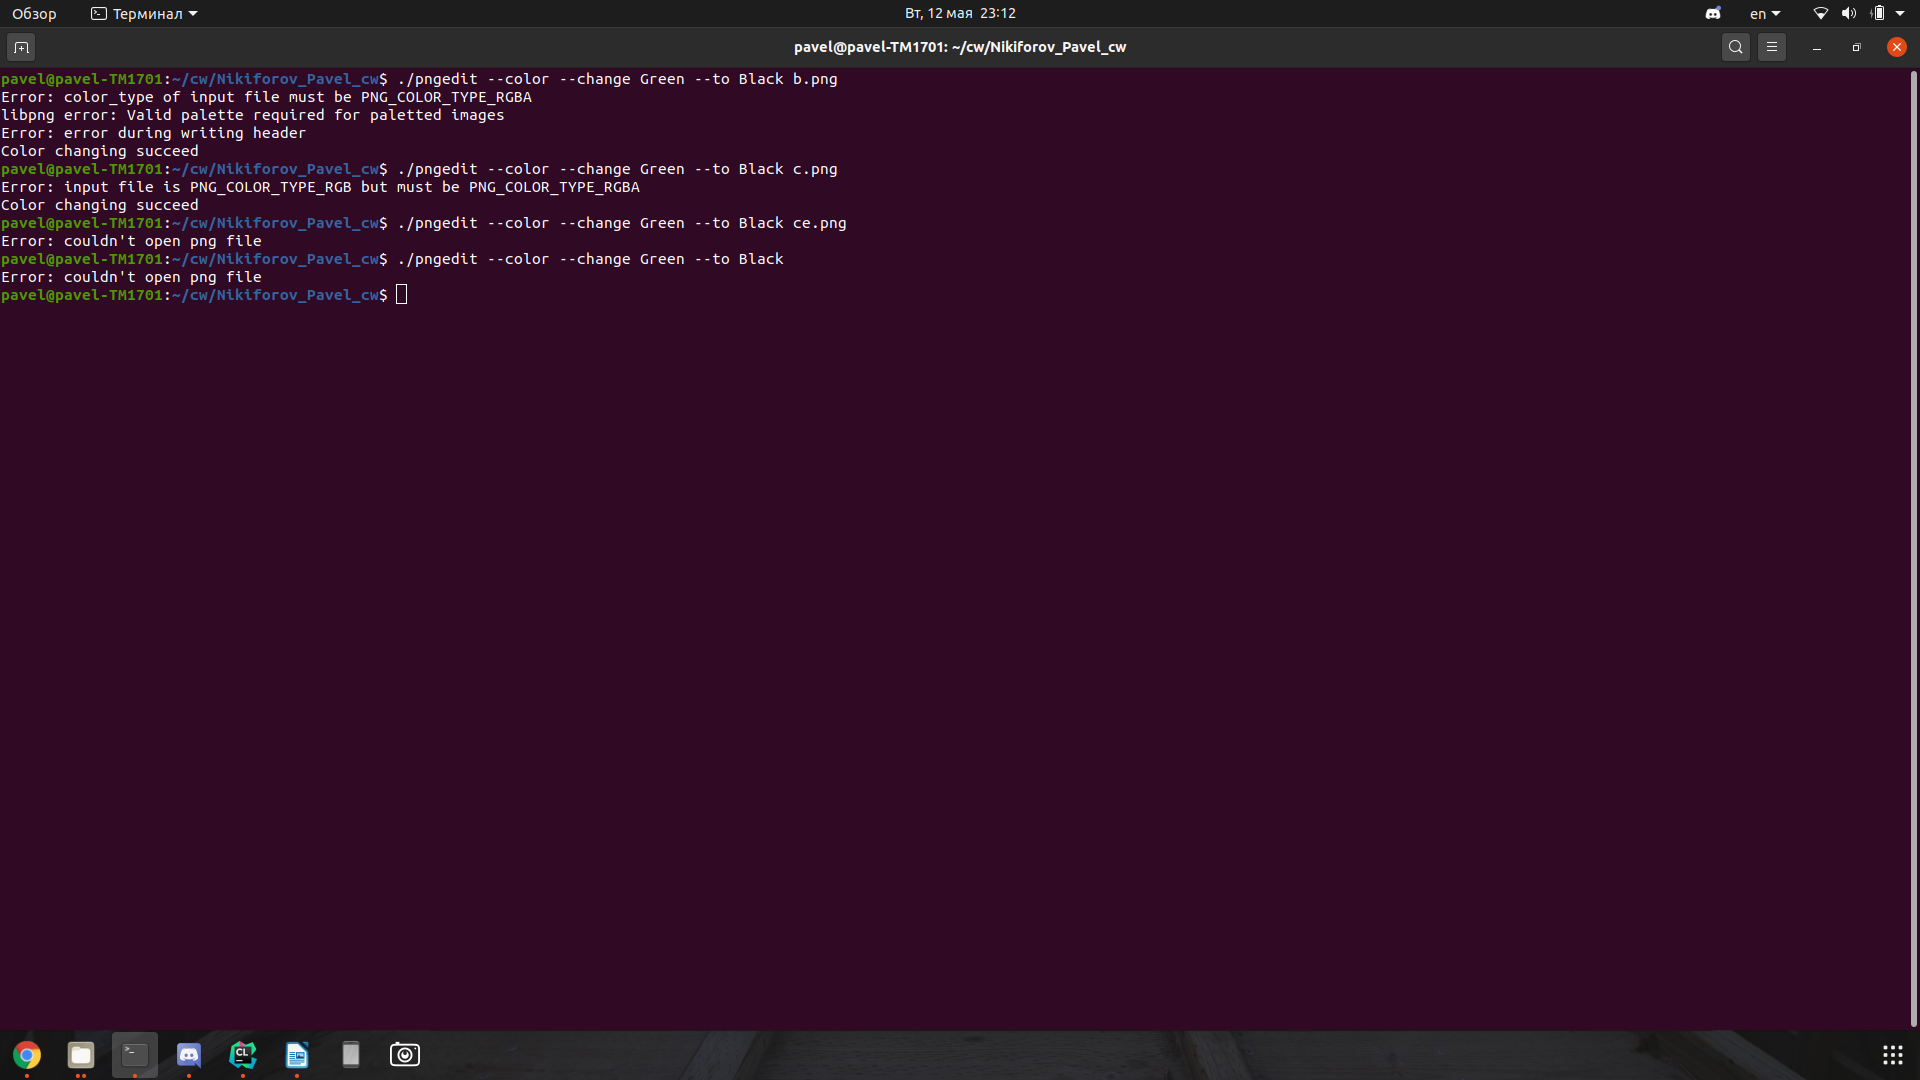 Обзор Терминал Вт, 12 мая 23:12 en
pavel@pavel-TM1701: ~/cw/Nikiforov_Pavel_cw
pavel@pavel-TM1701:~/cw/Nikiforov_Pavel_cw$ ./pngedit --color --change Green --to Black b.png
Error: color_type of input file must be PNG_COLOR_TYPE_RGBA
libpng error: Valid palette required for paletted images
Error: error during writing header
Color changing succeed
pavel@pavel-TM1701:~/cw/Nikiforov_Pavel_cw$ ./pngedit --color --change Green --to Black c.png
Error: input file is PNG_COLOR_TYPE_RGB but must be PNG_COLOR_TYPE_RGBA
Color changing succeed
pavel@pavel-TM1701:~/cw/Nikiforov_Pavel_cw$ ./pngedit --color --change Green --to Black ce.png
Error: couldn't open png file
pavel@pavel-TM1701:~/cw/Nikiforov_Pavel_cw$ ./pngedit --color --change Green --to Black
Error: couldn't open png file
pavel@pavel-TM1701:~/cw/Nikiforov_Pavel_cw$
CL